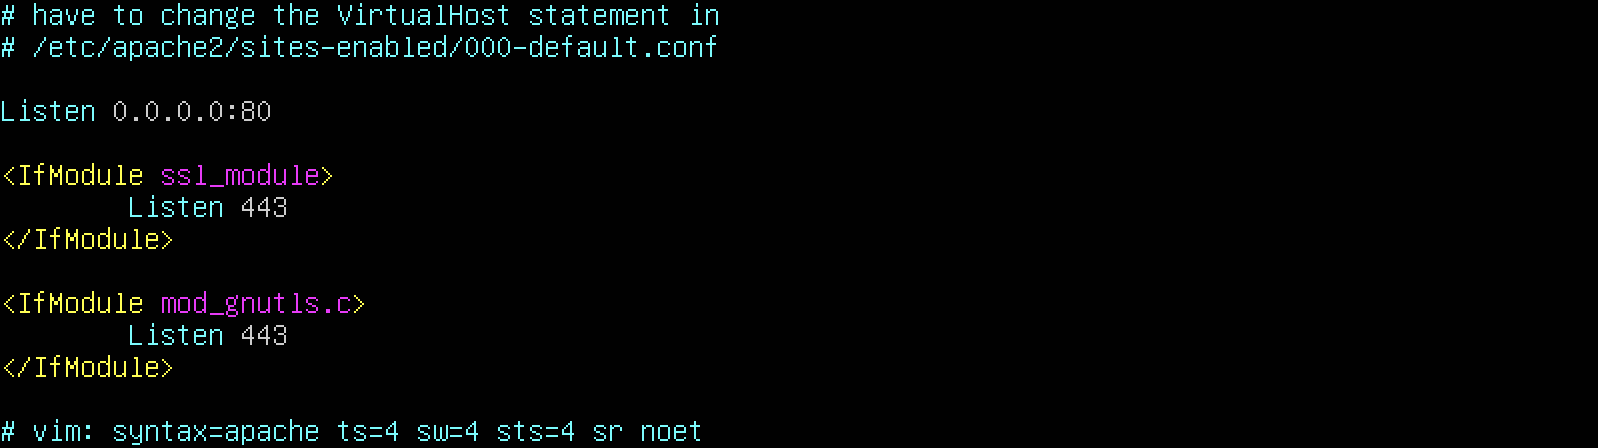 # have to change the VirtualHost statement in
# /etc/apache2/sites-enabled/000-default.conf
Listen 0.0.0.0:80
<IfModule ssl_module>
Listen 443
</IfModule>
<IfModule mod_gnutls.c>
Listen 443
</IfModule>
# vim: syntax=apache ts=4 sw=4 sts=4 sr noet